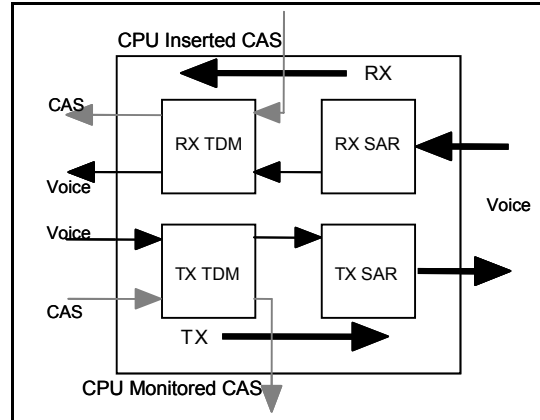 CPU Inserted CAS
RX
CAS
RX TDM
RX SAR
Voice
Voice
Voice
TX TDM
TX SAR
CAS
TX
CPU Monitored CAS